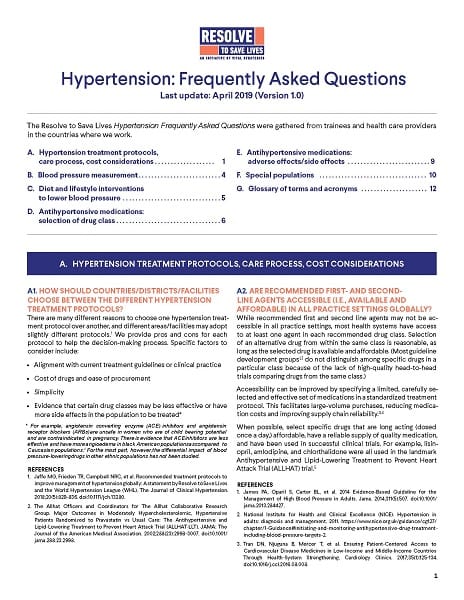 RESOLVE
TO SAVE LIVES
AN INITIATIVE OF VITAL STRATEGIES
Hypertension: Frequently Asked Questions
Last update: April 2019 (Version 1.0)
The Resolve to Save Lives Hypertension Frequently Asked Questions were gathered from trainees and health care providers
in the countries where we work.
A. Hypertension treatment protocols,
care process, cost considerations................... 1
B. Blood pressure measurement......................... 4
C. Diet and lifestyle interventions
to lower blood pressure ............................. 5
D. Antihypertensive medications:
selection of drug class .............................. 6
E. Antihypertensive medications:
adverse effects/side effects ........................ 9
F. Special populations ................................ 10
G. Glossary of terms and acronyms .................. 12
A. HYPERTENSION TREATMENT PROTOCOLS, CARE PROCESS, COST CONSIDERATIONS
A1. HOW SHOULD COUNTRIES/DISTRICTS/FACILITIES
CHOOSE BETWEEN THE DIFFERENT HYPERTENSION
TREATMENT PROTOCOLS?
There are many different reasons to choose one hypertension treat-
ment protocol over another, and different areas/facilities may adopt
slightly different protocols.¹ We provide pros and cons for each
protocol to help the decision-making process. Specific factors to
consider include:
• Alignment with current treatment guidelines or clinical practice
• Cost of drugs and ease of procurement
• Simplicity
• Evidence that certain drug classes may be less effective or have
more side effects in the population to be treated*
* For example, angiotensin converting enzyme (ACE) inhibitors and angiotensin
receptor blockers (ARBs) are unsafe in women who are of child bearing potential
and are contraindicated in pregnancy. There is evidence that ACE inhibitors are less
effective and have more angioedema in black American populations as compared to
Caucasian populations.² For the most part, however, the differential impact of blood
pressure-lowering drugs in other ethnic populations has not been studied.
REFERENCES
1. Jaffe MG, Frieden TR, Campbell NRC, et al. Recommended treatment protocols to
improve management of hypertension globally: A statement by Resolve to Save Lives
and the World Hypertension League (WHL). The Journal of Clinical Hypertension
2018;20(5):829-836. doi:10.1111/jch.13280.
2. The Allhat Officers and Coordinators for The Allhat Collaborative Research
Group. Major Outcomes in Moderately Hypercholesterolemic, Hypertensive
Patients Randomized to Pravastatin vs Usual Care: The Antihypertensive and
Lipid-Lowering Treatment to Prevent Heart Attack Trial (ALLHAT-LLT). JAMA: The
Journal of the American Medical Association. 2002;288(23):2998-3007. doi:10.1001/
jama.288.23.2998.
A2. ARE RECOMMENDED FIRST- AND SECOND-
LINE AGENTS ACCESSIBLE (I.E., AVAILABLE AND
AFFORDABLE) IN ALL PRACTICE SETTINGS GLOBALLY?
While recommended first and second line agents may not be ac-
cessible in all practice settings, most health systems have access
to at least one agent in each recommended drug class. Selection
of an alternative drug from within the same class is reasonable, as
long as the selected drug is available and affordable. (Most guideline
development groups do not distinguish among specific drugs in a
particular class because of the lack of high-quality head-to-head
trials comparing drugs from the same class.)
Accessibility can be improved by specifying a limited, carefully se-
lected and effective set of medications in a standardized treatment
protocol. This facilitates large-volume purchases, reducing medica-
tion costs and improving supply chain reliability.
When possible, select specific drugs that are long acting (dosed
once a day) affordable, have a reliable supply of quality medication,
and have been used in successful clinical trials. For example, lisin-
opril, amlodipine, and chlorthalidone were all used in the landmark
Antihypertensive and Lipid-Lowering Treatment to Prevent Heart
Attack Trial (ALLHAT) trial.⁵
REFERENCES
1. James PA, Oparil S, Carter BL, et al. 2014 Evidence-Based Guideline for the
Management of High Blood Pressure in Adults. Jama. 2014;311(5):507. doi:10.1001/
jama.2013.284427.
2. National Institute for Health and Clinical Excellence (NICE). Hypertension in
adults: diagnosis and management. 2011. https://www.nice.org.uk/guidance/cg127/
chapter/1-Guidance#initiating-and-monitoring-antihypertensive-drug-treatment-
including-blood-pressure-targets-2.
3. Tran DN, Njuguna B, Mercer T, et al. Ensuring Patient-Centered Access to
Cardiovascular Disease Medicines in Low-Income and Middle-Income Countries
Through Health-System Strengthening. Cardiology Clinics. 2017;35(1):125-134.
doi:10.1016/j.ccl.2016.08.008.
1